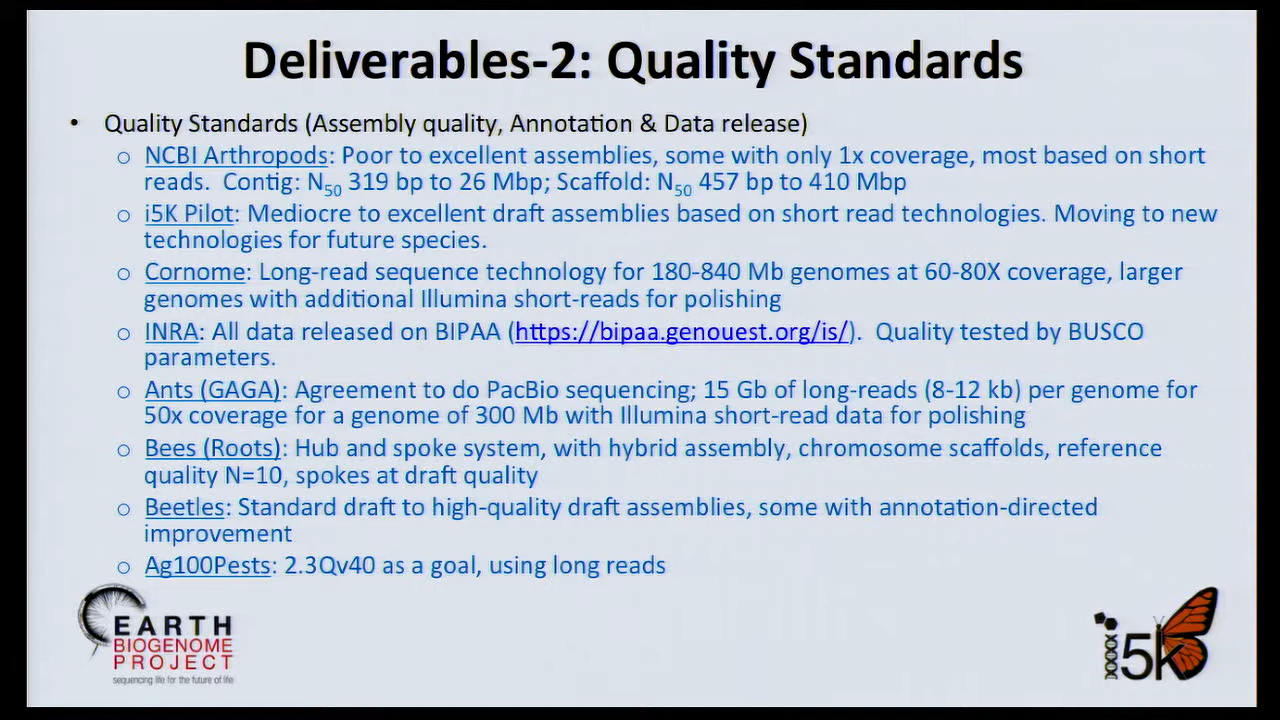 Deliverables-2: Quality Standards
• Quality Standards (Assembly quality, Annotation & Data release)
o NCBI Arthropods: Poor to excellent assemblies, some with only 1x coverage, most based on short
reads. Contig: N50 319 bp to 26 Mbp; Scaffold: N50 457 bp to 410 Mbp
o i5K Pilot: Mediocre to excellent draft assemblies based on short read technologies. Moving to new
technologies for future species.
o Cornome: Long-read sequence technology for 180-840 Mb genomes at 60-80X coverage, larger
genomes with additional Illumina short-reads for polishing
o INRA: All data released on BIPAA (https://bipaa.genouest.org/is/). Quality tested by BUSCO
parameters.
o Ants (GAGA): Agreement to do PacBio sequencing; 15 Gb of long-reads (8-12 kb) per genome for
50x coverage for a genome of 300 Mb with Illumina short-read data for polishing
o Bees (Roots): Hub and spoke system, with hybrid assembly, chromosome scaffolds, reference
quality N=10, spokes at draft quality
o Beetles: Standard draft to high-quality draft assemblies, some with annotation-directed
improvement
o Ag100Pests: 2.3Qv40 as a goal, using long reads
EARTH
BIOGENOME
PROJECT
sequencing life for the future of life
i5k